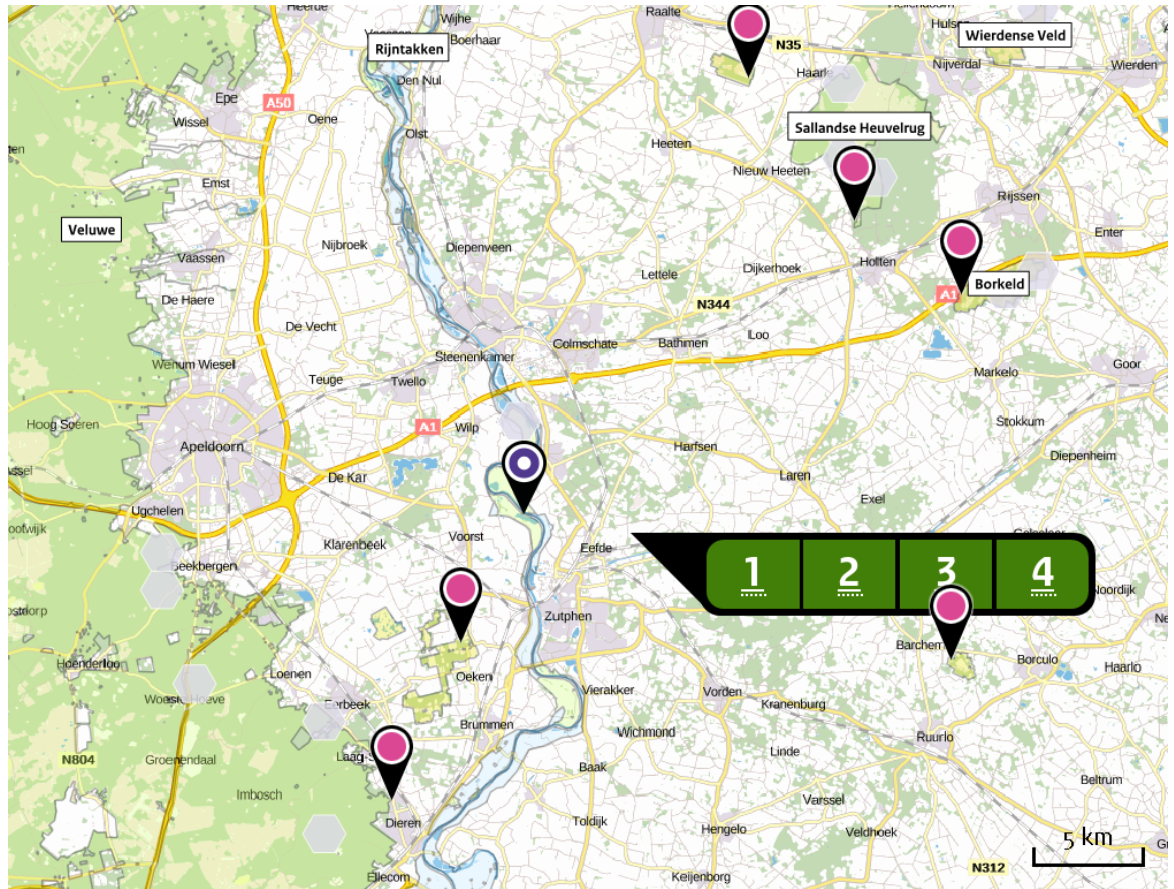 Heerde
Wijhe
Raalte
Hulsen
Boerhaar
Rijntakken
N35
Wierdense Veld
Den Nul
Haarle
Nijverdal
Wierden
Epe
A50
Oene
Wissel
Olst
Sallandse Heuvelrug
Heeten
Nieuw Heeten
Emst
Rijssen
Veluwe
Enter
Nijbroek
Diepenveen
Vaassen
Lettele
Dijkerhoek
Holten
De Haere
N344
A1
Borkeld
De Vecht
Loo
Colmschate
Bathmen
Steenenkamer
Wenum Wiesel
Teuge
Twello
Markelo
Goor
Hoog Soeren
A1
Wilp
Stokkum
Apeldoorn
Harfsen
Diepenheim
De Kar
Laren
Exel
Ugchelen
Voorst
Klarenbeek
Eefde
Beekbergen
1
2
3
4
Noordijk
Zutphen
Barchem
Borculo
Haarlo
Hoenderloo
Loenen
Oeken
Vierakker
Vorden
Woeste Hoeve
Kranenburg
Eerbeek
Brummen
Wichmond
Ruurlo
N804
Groenendaal
Linde
Baak
Beltrum
Imbosch
Varssel
Dieren
Toldijk
Hengelo
Veldhoek
5 km
N312
Ellecom
Keijenborg